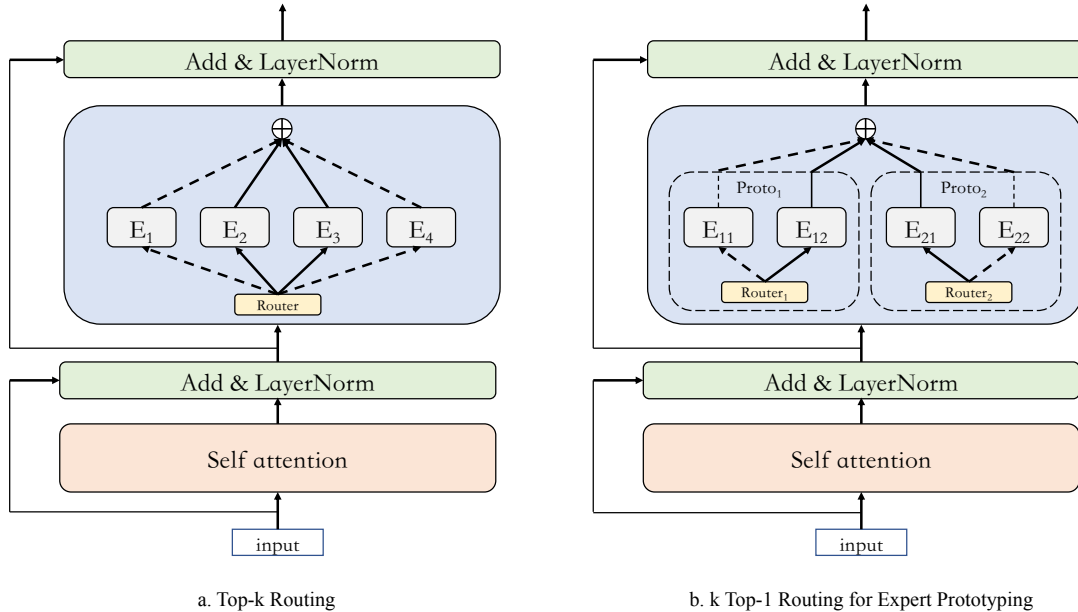 Add & LayerNorm
E1 E2 E3 E4
Router
Add & LayerNorm
Self attention
input
a. Top-k Routing
Add & LayerNorm
Proto1 Proto2
E11 E12 E21 E22
Router1 Router2
Add & LayerNorm
Self attention
input
b. k Top-1 Routing for Expert Prototyping